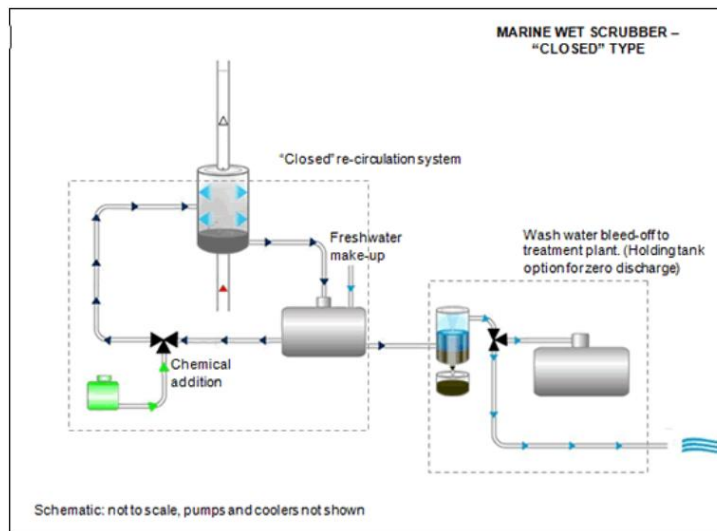 MARINE WET SCRUBBER –
“CLOSED” TYPE
“Closed” re-circulation system
Freshwater
make-up
Wash water bleed-off to
treatment plant. (Holding tank
option for zero discharge)
Chemical
addition
Schematic: not to scale, pumps and coolers not shown